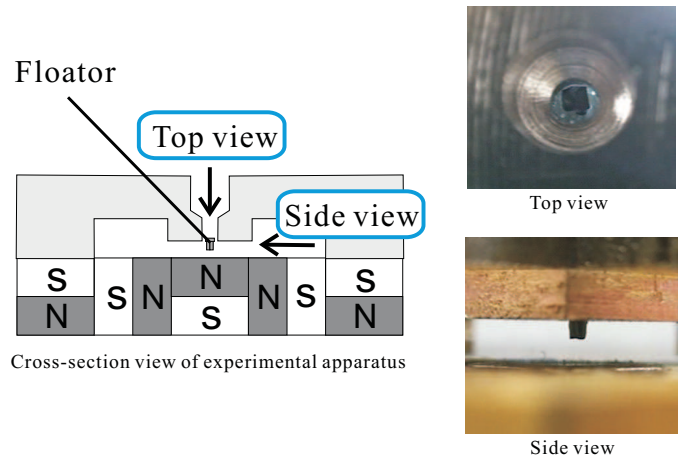 Floator
Top view
Side view
S S N N N S S
N S N
Cross-section view of experimental apparatus
Top view
Side view